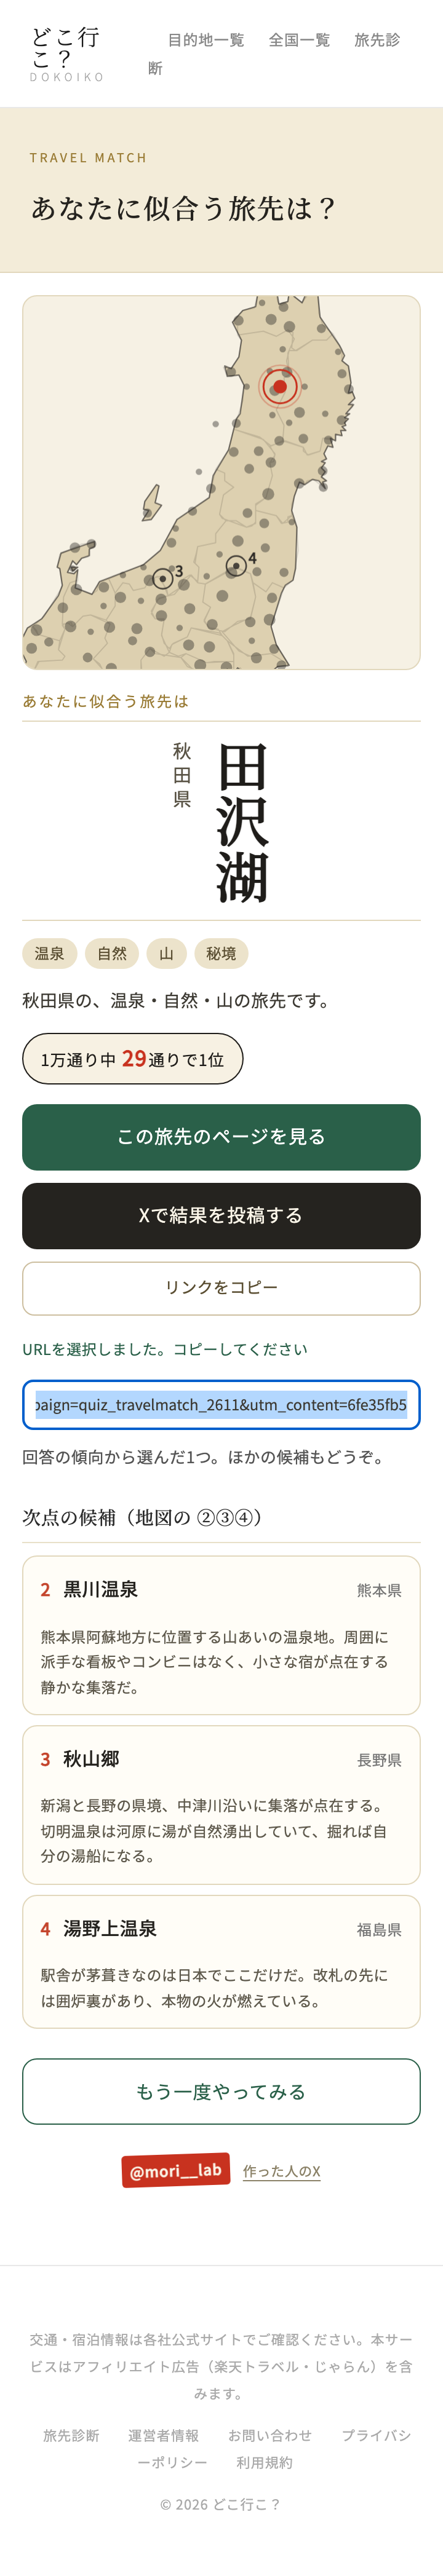 どこ行
こ？
DOKOIKO
目的地一覧 全国一覧 旅先診
断
TRAVEL MATCH
あなたに似合う旅先は？
3
4
あなたに似合う旅先は
秋田県
田沢湖
温泉 自然 山 秘境
秋田県の、温泉・自然・山の旅先です。
1万通り中 29通りで1位
この旅先のページを見る
Xで結果を投稿する
リンクをコピー
URLを選択しました。コピーしてください
paign=quiz_travelmatch_2611&utm_content=6fe35fb5
回答の傾向から選んだ1つ。ほかの候補もどうぞ。
次点の候補（地図の ②③④）
2 黒川温泉 熊本県
熊本県阿蘇地方に位置する山あいの温泉地。周囲に
派手な看板やコンビニはなく、小さな宿が点在する
静かな集落だ。
3 秋山郷 長野県
新潟と長野の県境、中津川沿いに集落が点在する。
切明温泉は河原に湯が自然湧出していて、掘れば自
分の湯船になる。
4 湯野上温泉 福島県
駅舎が茅葺きなのは日本でここだけだ。改札の先に
は囲炉裏があり、本物の火が燃えている。
もう一度やってみる
@mori__lab 作った人のX
交通・宿泊情報は各社公式サイトでご確認ください。本サー
ビスはアフィリエイト広告（楽天トラベル・じゃらん）を含
みます。
旅先診断 運営者情報 お問い合わせ プライバシ
ーポリシー 利用規約
© 2026 どこ行こ？